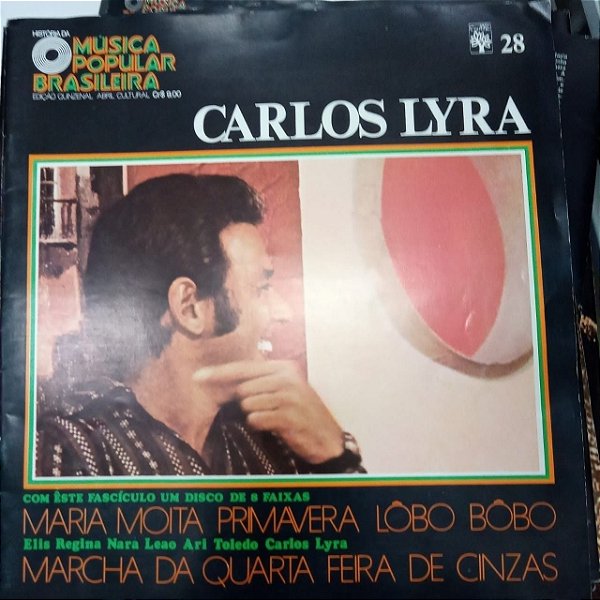 HISTÓRIA DA
MÚSICA
POPULAR
BRASILEIRA
EDIÇÃO QUINZENAL ABRIL CULTURAL Cr$ 9,00
28
CARLOS LYRA
COM ÊSTE FASCÍCULO UM DISCO DE 8 FAIXAS
MARIA MOITA PRIMAVERA LÔBO BÔBO
Elis Regina Nara Leao Ari Toledo Carlos Lyra
MARCHA DA QUARTA FEIRA DE CINZAS